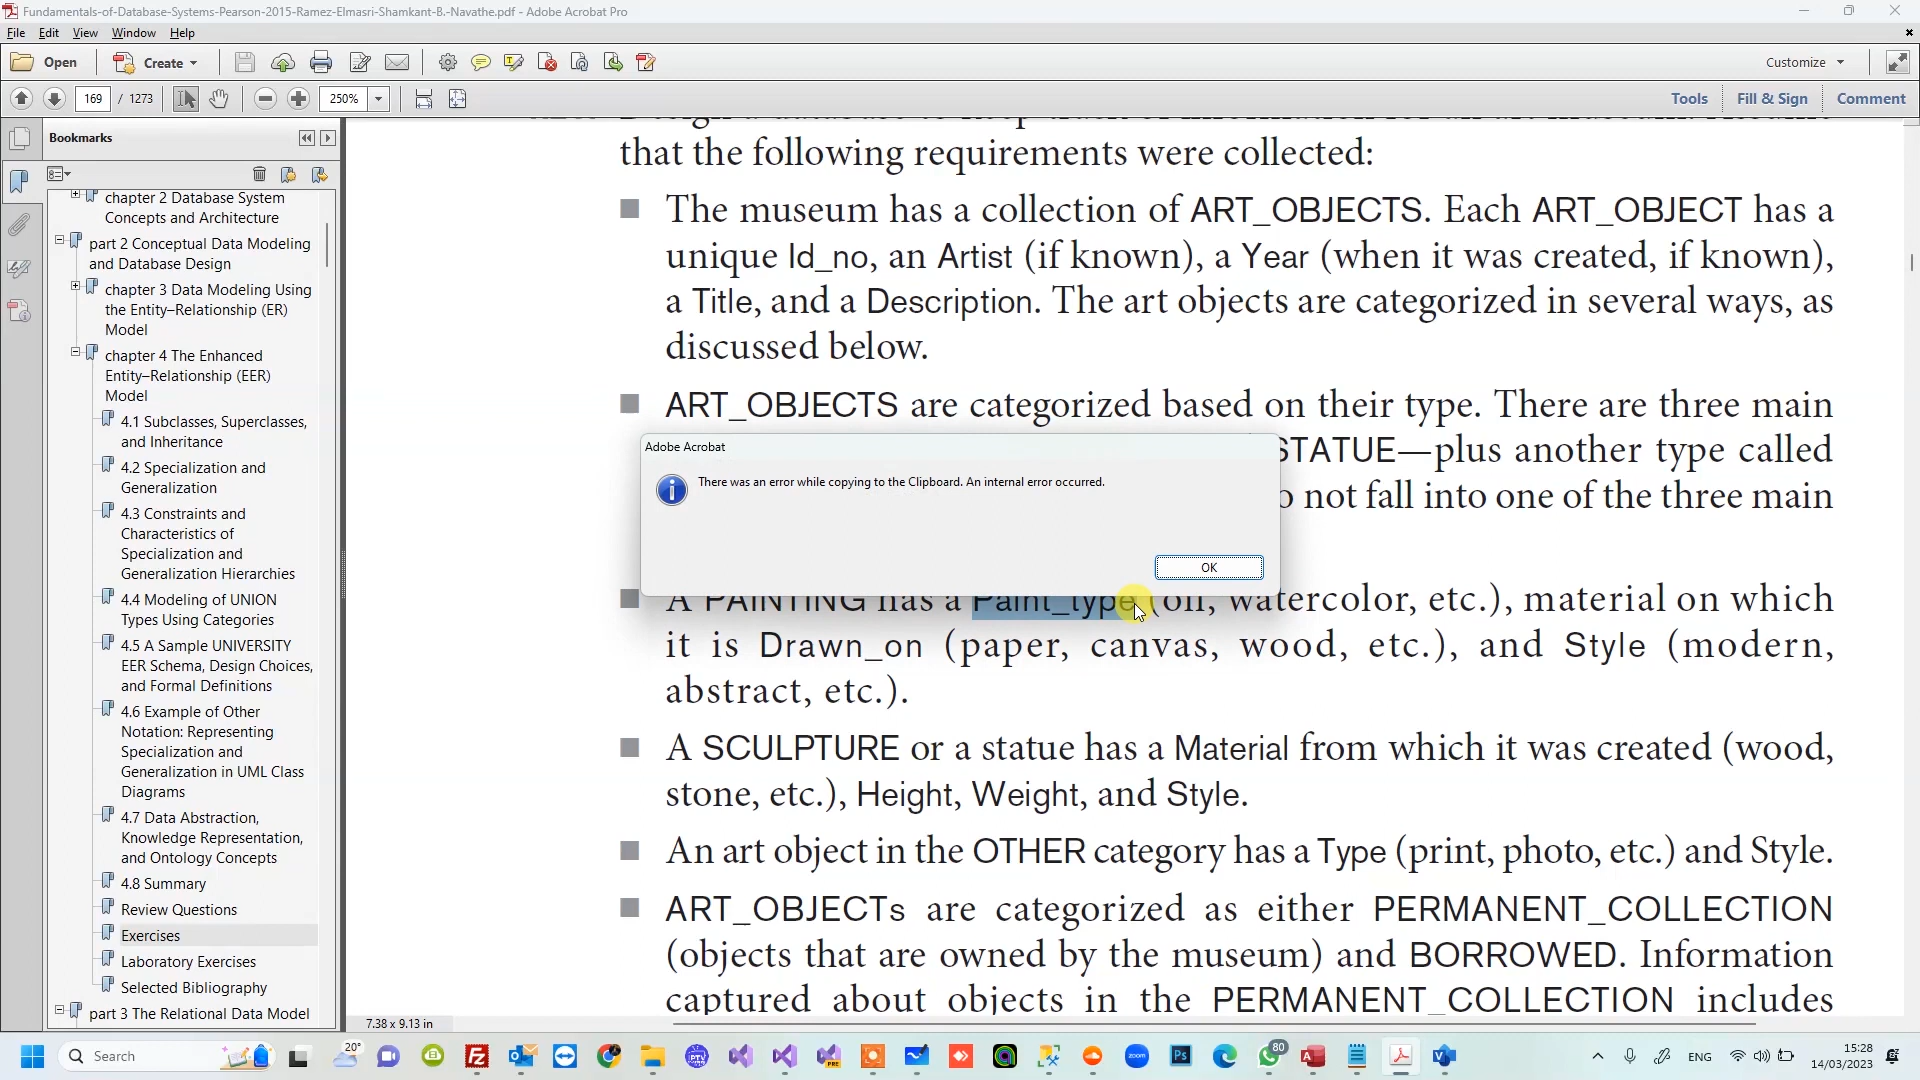 Fundamentals-of-Database-Systems-Pearson-2015-Ramez-Elmasri-Shamkant-B.-Navathe.pdf - Adobe Acrobat Pro
File Edit View Window Help
Open Create Customize
169 / 1273 250% Tools Fill & Sign Comment
Bookmarks
chapter 2 Database System
Concepts and Architecture
part 2 Conceptual Data Modeling
and Database Design
chapter 3 Data Modeling Using
the Entity–Relationship (ER)
Model
chapter 4 The Enhanced
Entity–Relationship (EER)
Model
4.1 Subclasses, Superclasses,
and Inheritance
4.2 Specialization and
Generalization
4.3 Constraints and
Characteristics of
Specialization and
Generalization Hierarchies
4.4 Modeling of UNION
Types Using Categories
4.5 A Sample UNIVERSITY
EER Schema, Design Choices,
and Formal Definitions
4.6 Example of Other
Notation: Representing
Specialization and
Generalization in UML Class
Diagrams
4.7 Data Abstraction,
Knowledge Representation,
and Ontology Concepts
4.8 Summary
Review Questions
Exercises
Laboratory Exercises
Selected Bibliography
part 3 The Relational Data Model
that the following requirements were collected:
The museum has a collection of ART_OBJECTS. Each ART_OBJECT has a
unique Id_no, an Artist (if known), a Year (when it was created, if known),
a Title, and a Description. The art objects are categorized in several ways, as
discussed below.
ART_OBJECTS are categorized based on their type. There are three main
STATUE—plus another type called
o not fall into one of the three main
Adobe Acrobat
There was an error while copying to the Clipboard. An internal error occurred.
OK
A PAINTING has a Paint_type (oil, watercolor, etc.), material on which
it is Drawn_on (paper, canvas, wood, etc.), and Style (modern,
abstract, etc.).
A SCULPTURE or a statue has a Material from which it was created (wood,
stone, etc.), Height, Weight, and Style.
An art object in the OTHER category has a Type (print, photo, etc.) and Style.
ART_OBJECTs are categorized as either PERMANENT_COLLECTION
(objects that are owned by the museum) and BORROWED. Information
captured about objects in the PERMANENT_COLLECTION includes
7.38 x 9.13 in
Search 20° zoom Ps 80 ENG 15:28
14/03/2023